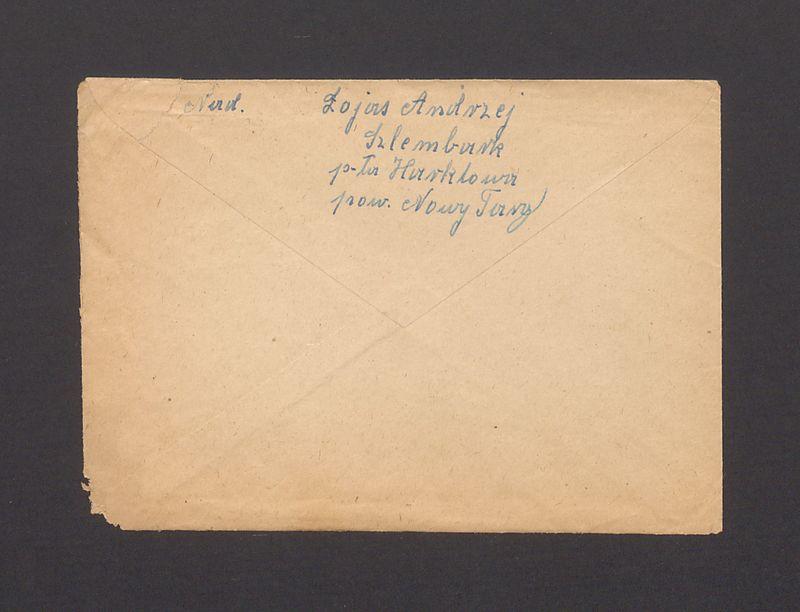 Nad. Łojas Andrzej
Szlembark
p-ta Harklowa
pow. Nowy Targ